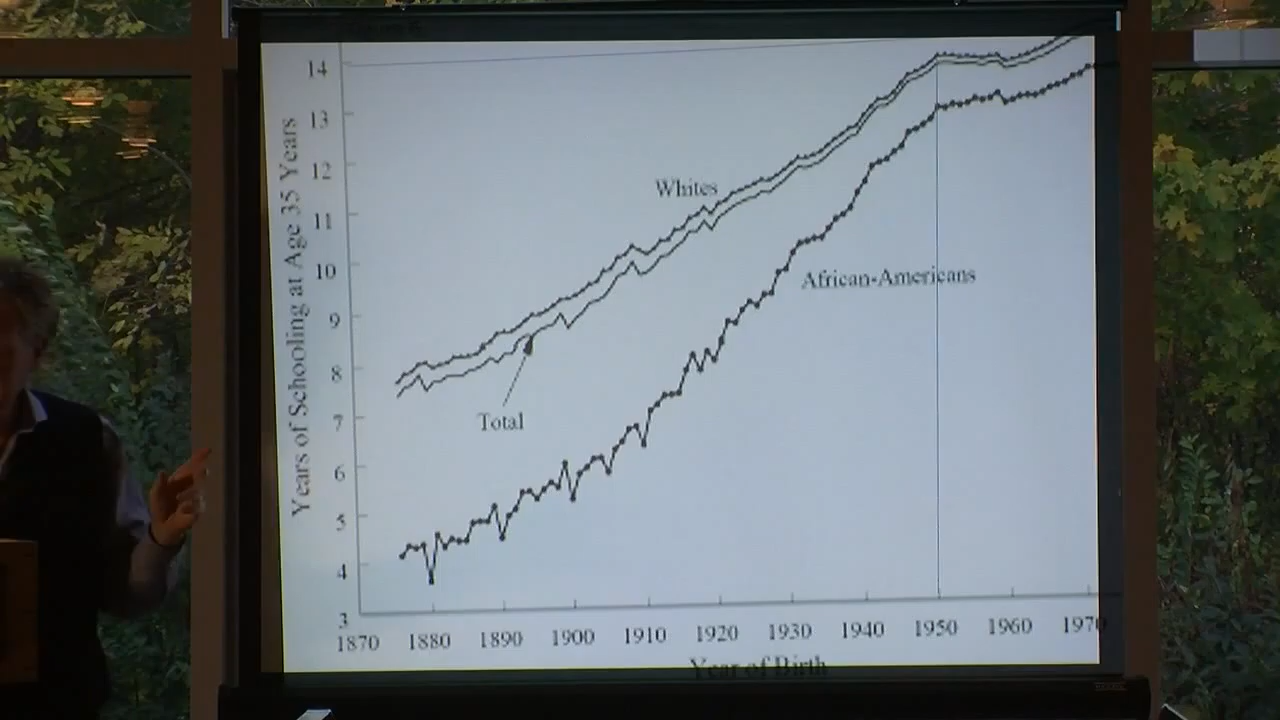 Years of Schooling at Age 35 Years
14
13
12
11
10
9
8
7
6
5
4
3
Whites
African-Americans
Total
1870 1880 1890 1900 1910 1920 1930 1940 1950 1960 1970
Year of Birth